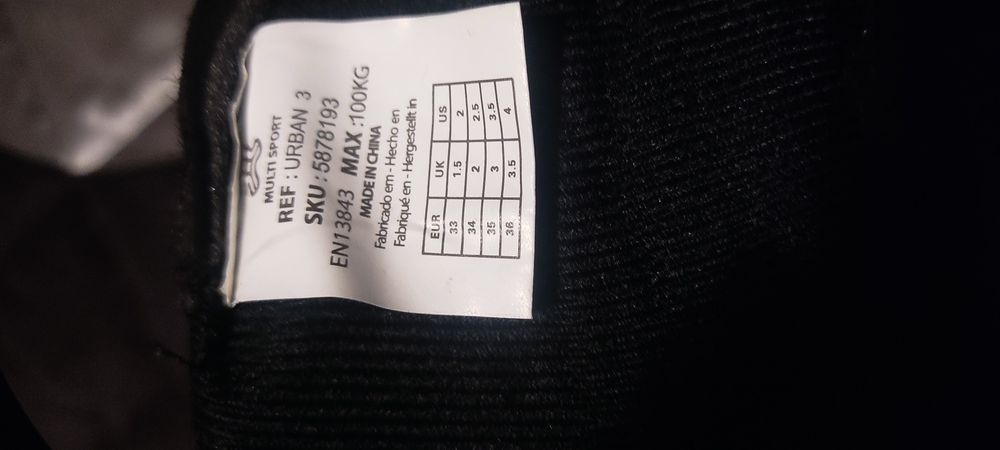 MULTI SPORT
REF : URBAN 3
SKU : 5878193
EN13843 MAX :100KG
MADE IN CHINA
Fabricado em - Hecho en
Fabriqué en - Hergestellt in
EUR UK US
33 1.5 2
34 2 2.5
35 3 3.5
36 3.5 4